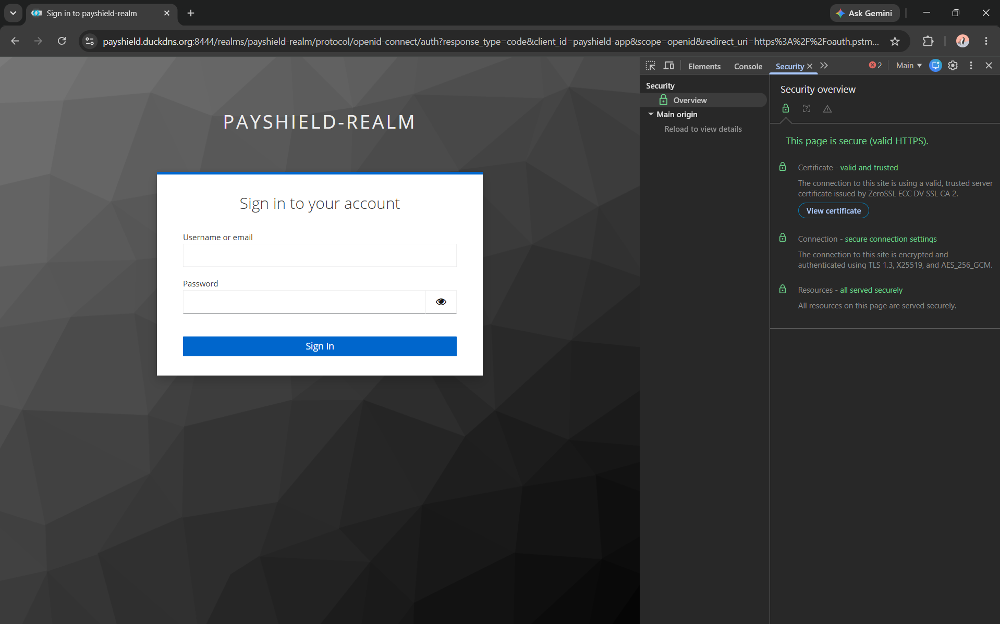 Sign in to payshield-realm
Ask Gemini
payshield.duckdns.org:8444/realms/payshield-realm/protocol/openid-connect/auth?response_type=code&client_id=payshield-app&scope=openid&redirect_uri=https%3A%2F%2Foauth.pstm...
PAYSHIELD-REALM
Sign in to your account
Username or email
Password
Sign In
Elements
Console
Security
2
Main
Security
Overview
Main origin
Reload to view details
Security overview
This page is secure (valid HTTPS).
Certificate - valid and trusted
The connection to this site is using a valid, trusted server
certificate issued by ZeroSSL ECC DV SSL CA 2.
View certificate
Connection - secure connection settings
The connection to this site is encrypted and
authenticated using TLS 1.3, X25519, and AES_256_GCM.
Resources - all served securely
All resources on this page are served securely.